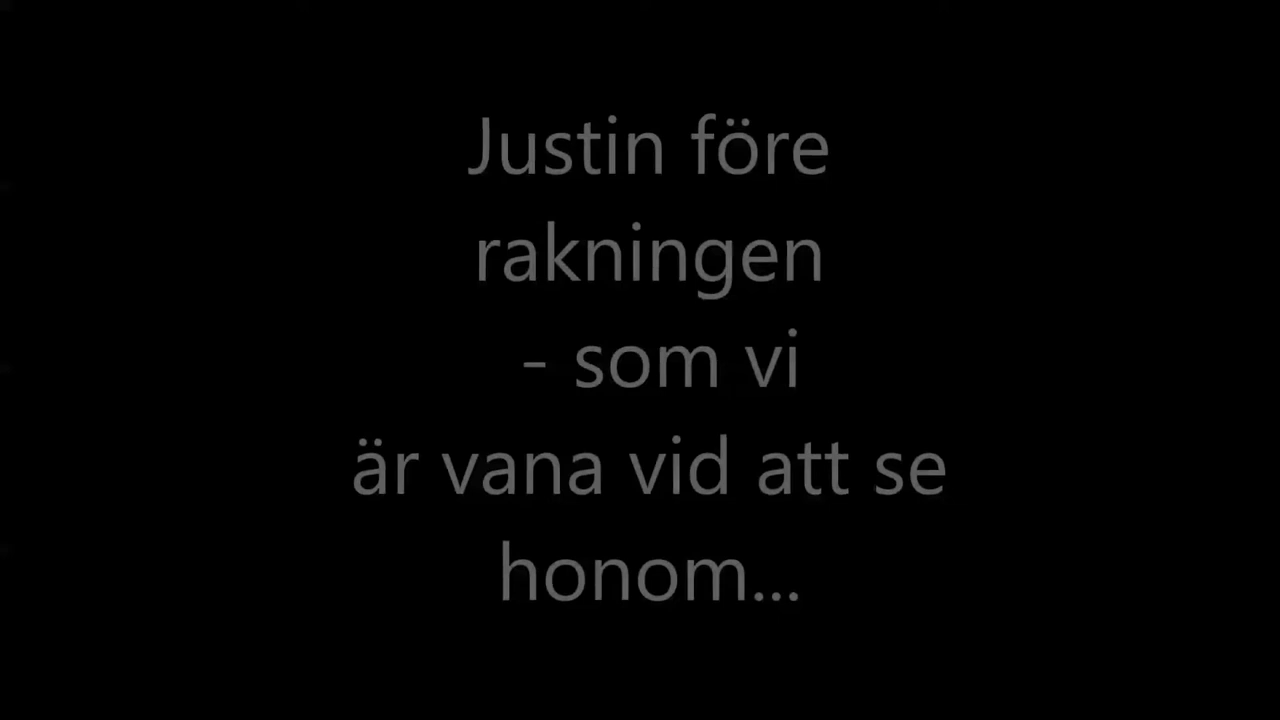 Justin före
rakningen
- som vi
är vana vid att se
honom...